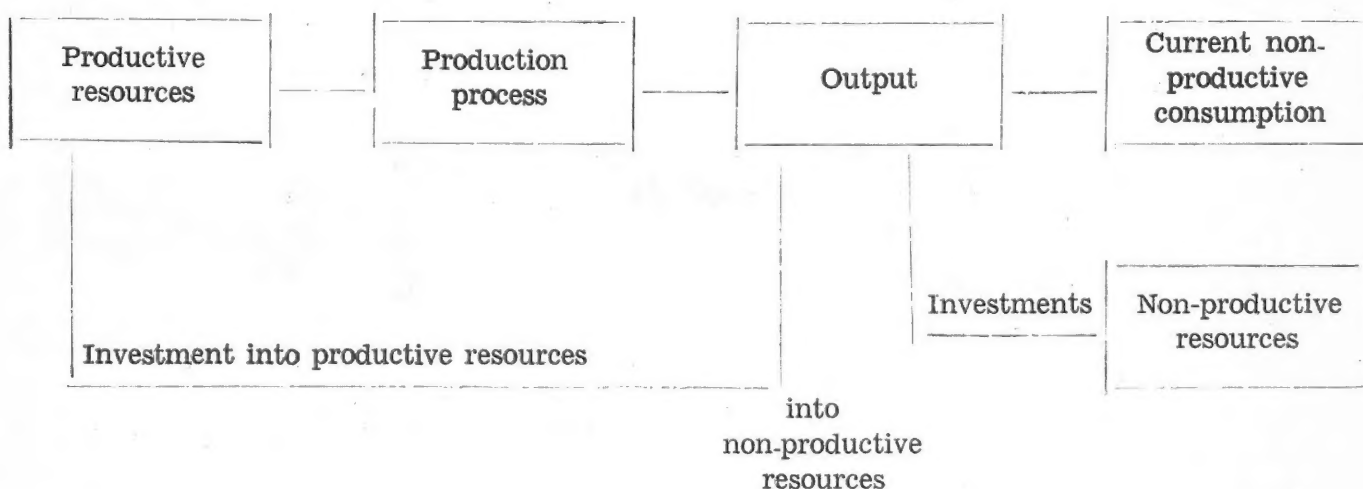 Productive
resources
Production
process
Output
Current non-
productive
consumption
Investments
Non-productive
resources
Investment into productive resources
into
non-productive
resources